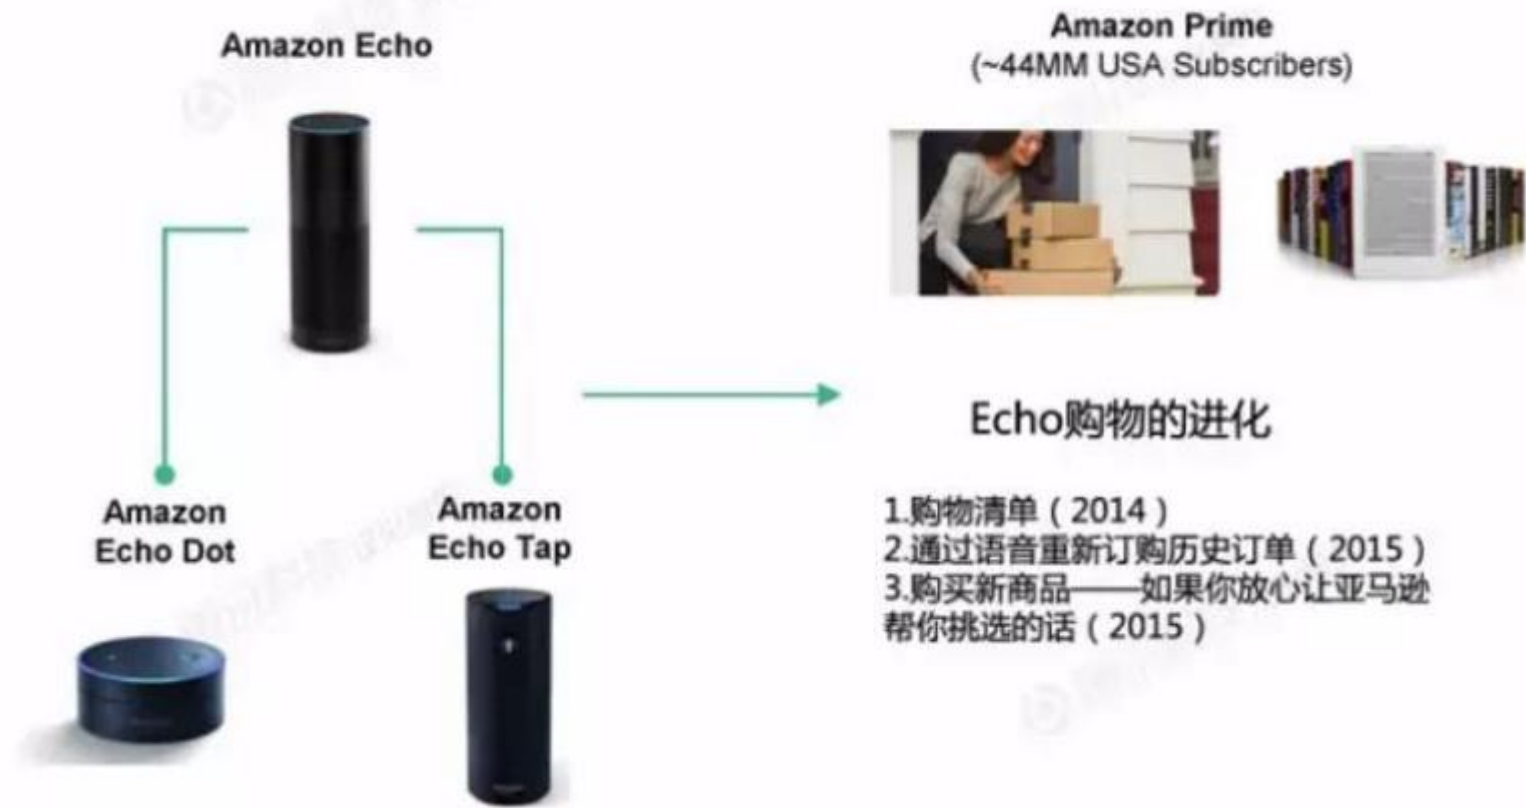 Amazon Echo
Amazon
Echo Dot
Amazon
Echo Tap
Amazon Prime
(~44MM USA Subscribers)
Echo购物的进化
1.购物清单（2014）
2.通过语音重新订购历史订单（2015）
3.购买新商品——如果你放心让亚马逊
帮你挑选的话（2015）